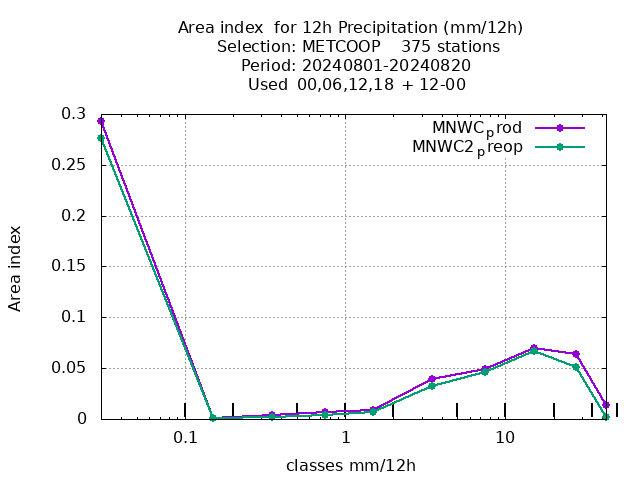 Area index  for 12h Precipitation (mm/12h)
Selection: METCOOP    375 stations
Period: 20240801-20240820
Used  00,06,12,18  + 12-00
MNWCprod
MNWC2preop
0.3
0.25
0.2
0.15
0.1
0.05
0
Area index
0.1
1
10
classes mm/12h